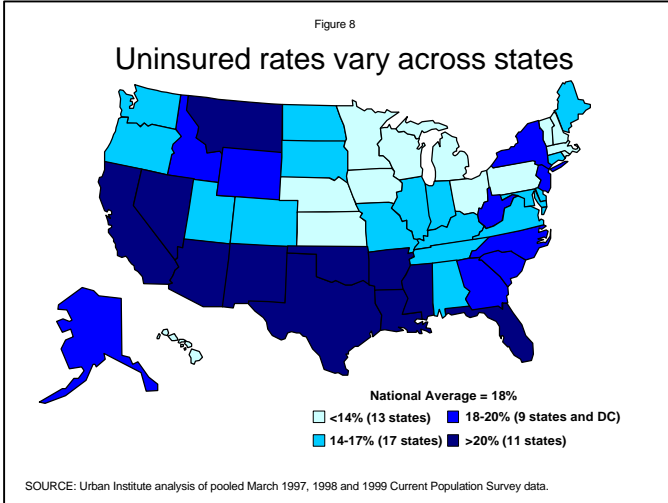 Figure 8
Uninsured rates vary across states
National Average = 18%
<14% (13 states) 18-20% (9 states and DC)
14-17% (17 states) >20% (11 states)
SOURCE: Urban Institute analysis of pooled March 1997, 1998 and 1999 Current Population Survey data.